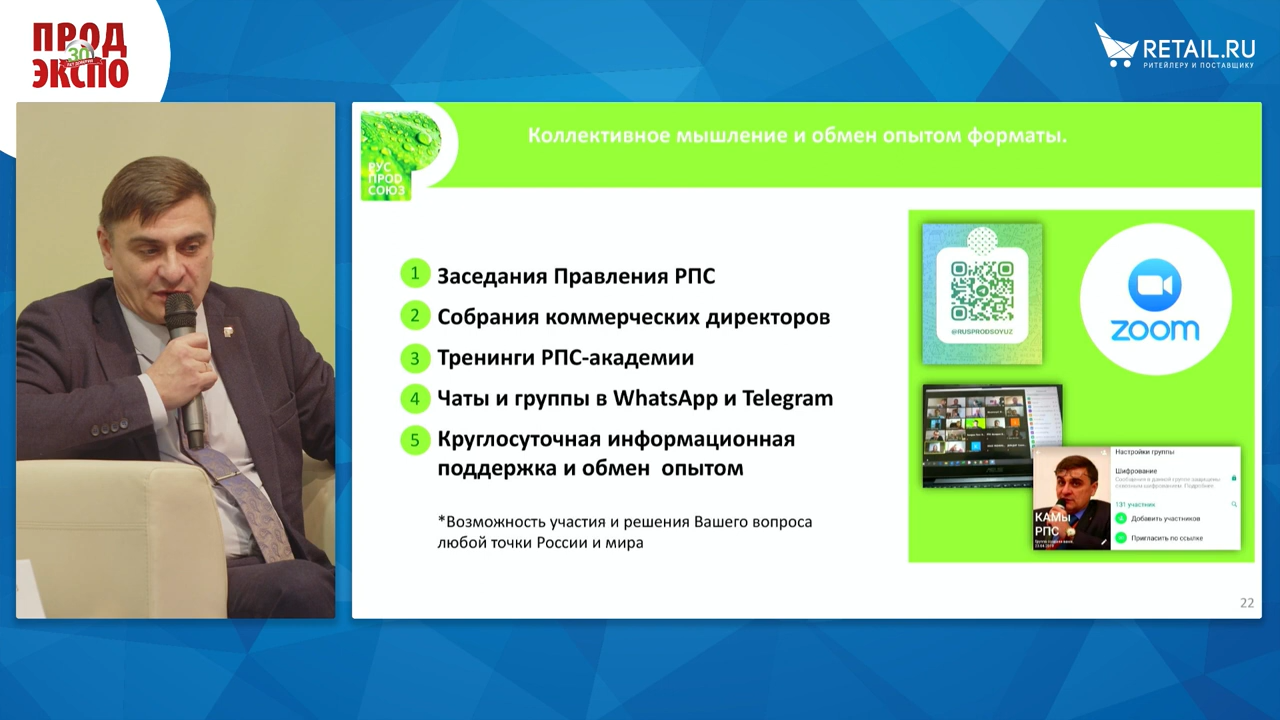 ПРОД
30
ЭКСПО
RETAIL.RU
РИТЕЙЛЕРУ И ПОСТАВЩИКУ
РУС
ПРОД
СОЮЗ
Коллективное мышление и обмен опытом форматы.
1 Заседания Правления РПС
2 Собрания коммерческих директоров
3 Тренинги РПС-академии
4 Чаты и группы в WhatsApp и Telegram
5 Круглосуточная информационная
поддержка и обмен опытом
*Возможность участия и решения Вашего вопроса
любой точки России и мира
@RUSPRODSOYUZ
zoom
КАМы
РПС
Настройки группы
Шифрование
131 участник
Добавить участников
Пригласить по ссылке
22